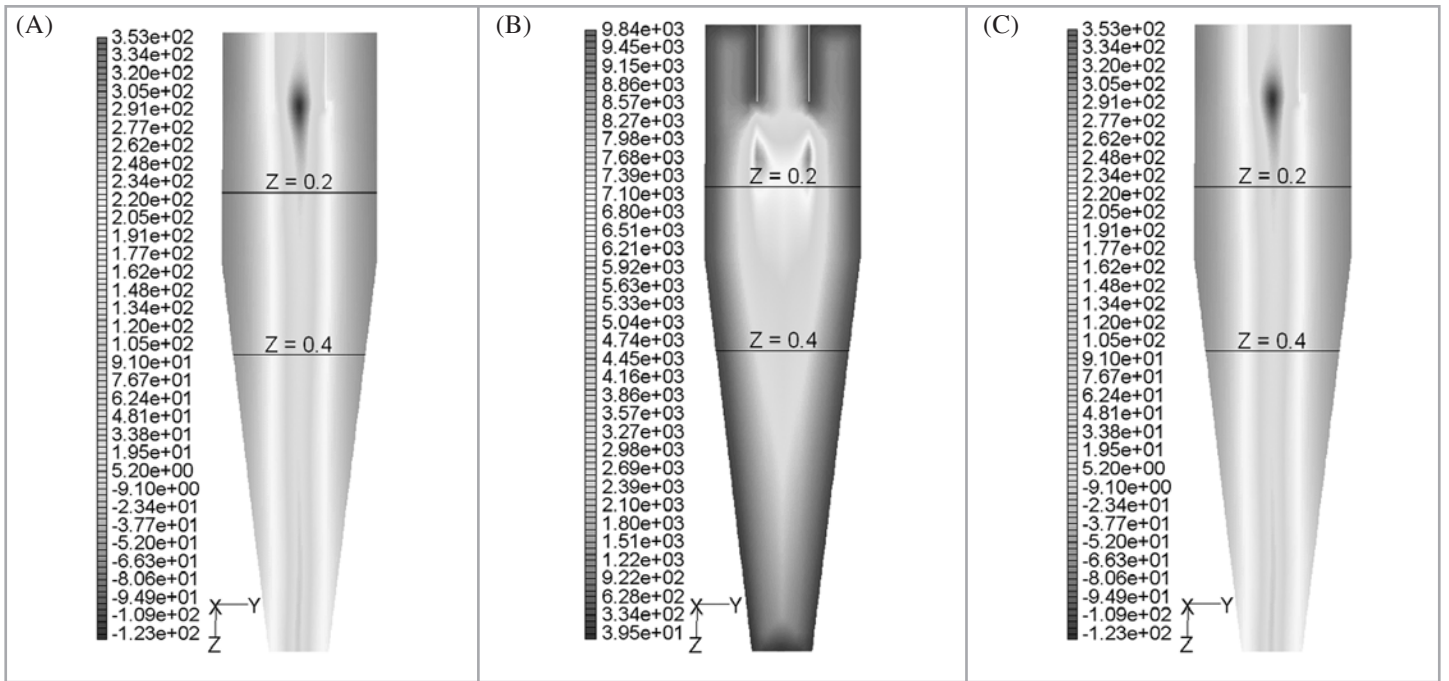 (A)
3.53e+02
3.34e+02
3.20e+02
3.05e+02
2.91e+02
2.77e+02
2.62e+02
2.48e+02
2.34e+02
2.20e+02
2.05e+02
1.91e+02
1.77e+02
1.62e+02
1.48e+02
1.34e+02
1.20e+02
1.05e+02
9.10e+01
7.67e+01
6.24e+01
4.81e+01
3.38e+01
1.95e+01
5.20e+00
-9.10e+00
-2.34e+01
-3.77e+01
-5.20e+01
-6.63e+01
-8.06e+01
-9.49e+01
-1.09e+02
-1.23e+02
Z = 0.2
Z = 0.4
X
Y
Z
(B)
9.84e+03
9.45e+03
9.15e+03
8.86e+03
8.57e+03
8.27e+03
7.98e+03
7.68e+03
7.39e+03
7.10e+03
6.80e+03
6.51e+03
6.21e+03
5.92e+03
5.63e+03
5.33e+03
5.04e+03
4.74e+03
4.45e+03
4.16e+03
3.86e+03
3.57e+03
3.27e+03
2.98e+03
2.69e+03
2.39e+03
2.10e+03
1.80e+03
1.51e+03
1.22e+03
9.22e+02
6.28e+02
3.34e+02
3.95e+01
Z = 0.2
Z = 0.4
X
Y
Z
(C)
3.53e+02
3.34e+02
3.20e+02
3.05e+02
2.91e+02
2.77e+02
2.62e+02
2.48e+02
2.34e+02
2.20e+02
2.05e+02
1.91e+02
1.77e+02
1.62e+02
1.48e+02
1.34e+02
1.20e+02
1.05e+02
9.10e+01
7.67e+01
6.24e+01
4.81e+01
3.38e+01
1.95e+01
5.20e+00
-9.10e+00
-2.34e+01
-3.77e+01
-5.20e+01
-6.63e+01
-8.06e+01
-9.49e+01
-1.09e+02
-1.23e+02
Z = 0.2
Z = 0.4
X
Y
Z